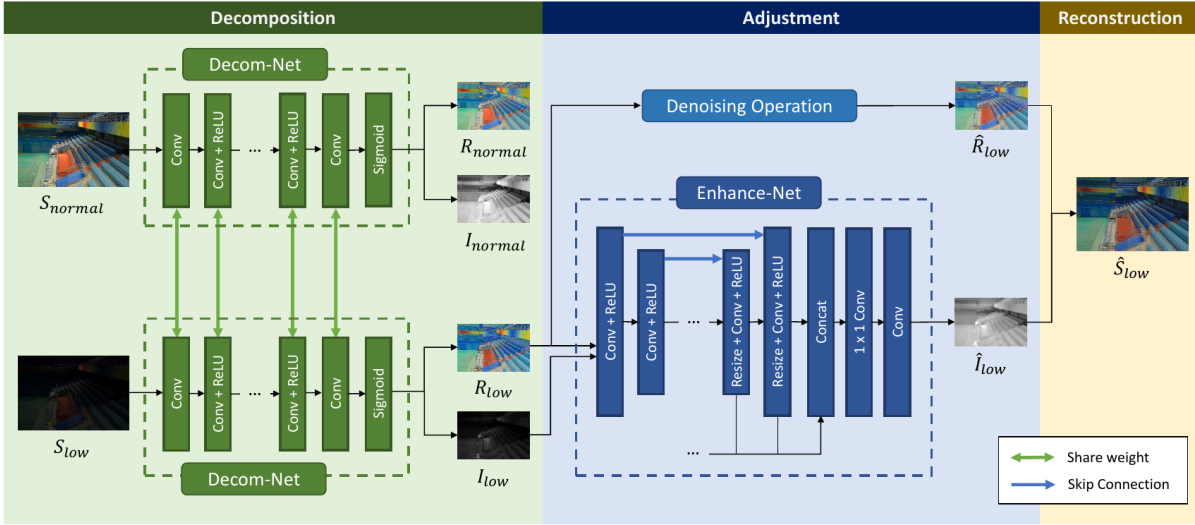 Decomposition
Adjustment
Reconstruction
Decom-Net
Conv
Conv + ReLU
...
Conv + ReLU
Conv
Sigmoid
S_normal
R_normal
I_normal
Denoising Operation
R̂_low
Enhance-Net
Conv + ReLU
Conv + ReLU
...
Resize + Conv + ReLU
Resize + Conv + ReLU
Concat
1 x 1 Conv
Conv
...
Î_low
Ŝ_low
Conv
Conv + ReLU
...
Conv + ReLU
Conv
Sigmoid
Decom-Net
S_low
R_low
I_low
Share weight
Skip Connection